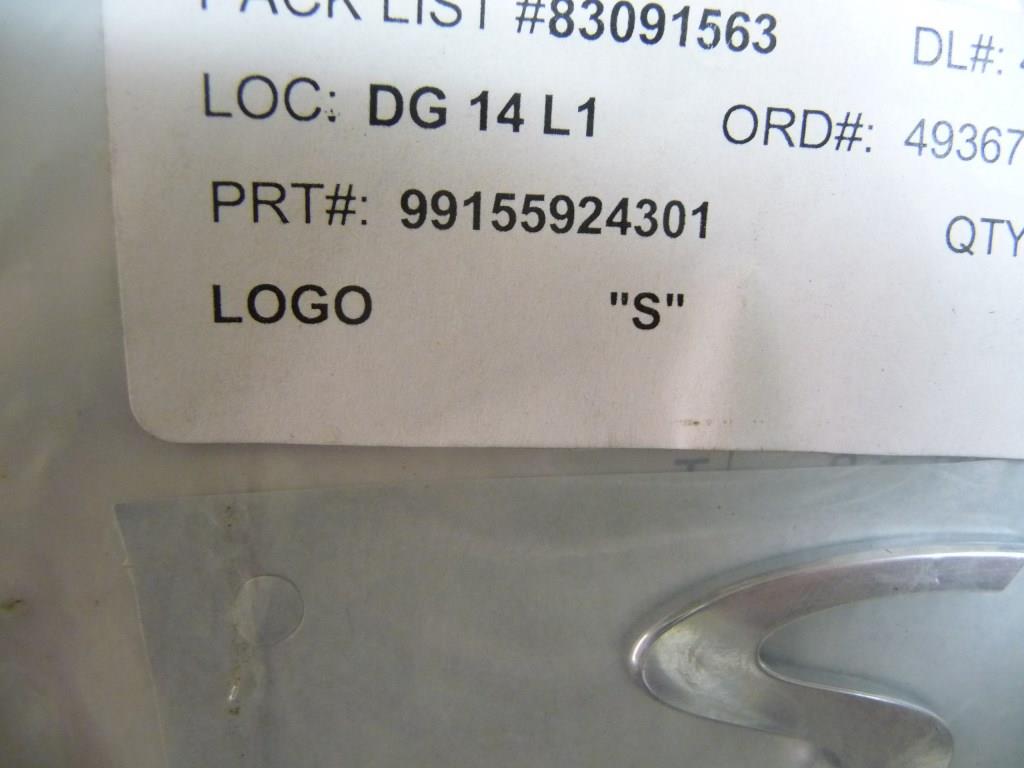 PACK LIST #83091563 DL#:
LOC: DG 14 L1 ORD#: 49367
PRT#: 99155924301 QTY
LOGO "S"